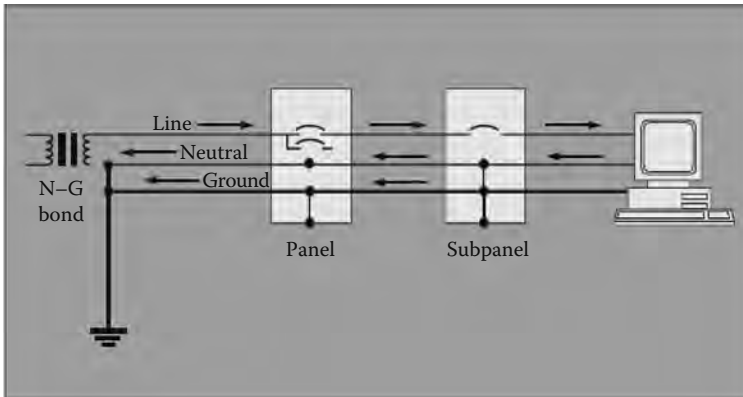 Line
Neutral
Ground
N–G
bond
Panel
Subpanel